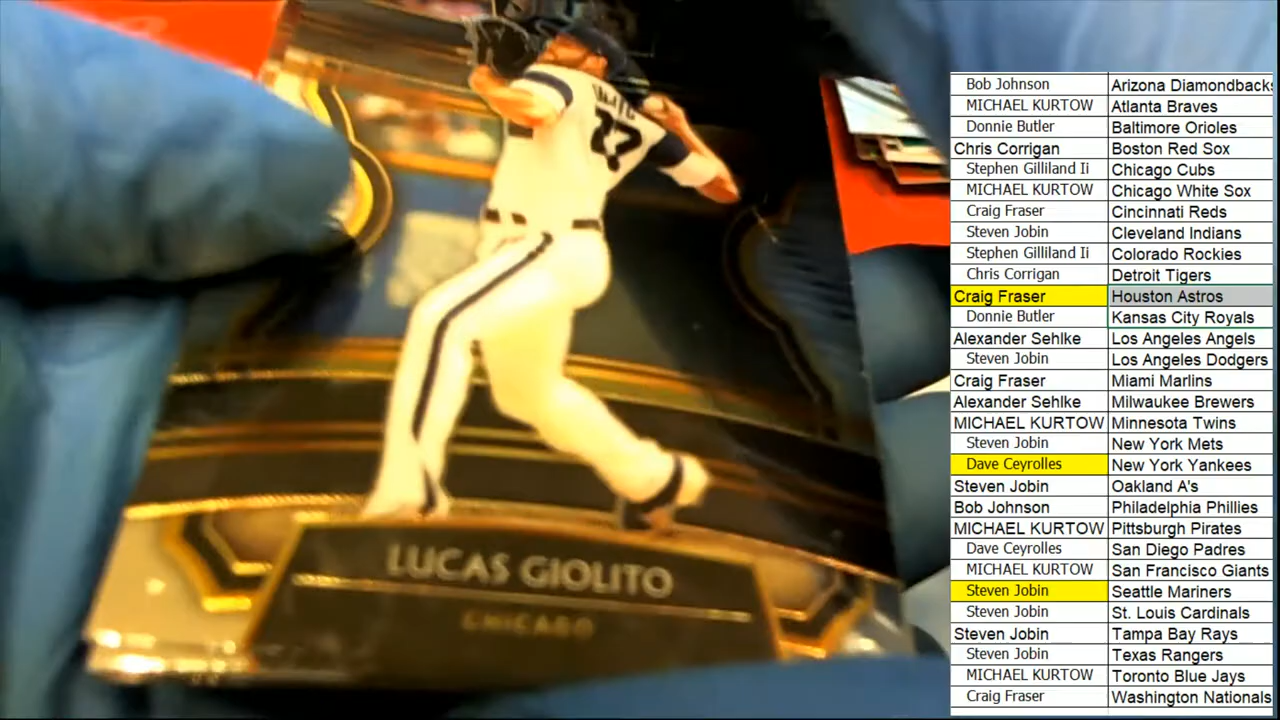 27
LUCAS GIOLITO
CHICAGO
Bob Johnson Arizona Diamondbacks
MICHAEL KURTOW Atlanta Braves
Donnie Butler Baltimore Orioles
Chris Corrigan Boston Red Sox
Stephen Gilliland Ii Chicago Cubs
MICHAEL KURTOW Chicago White Sox
Craig Fraser Cincinnati Reds
Steven Jobin Cleveland Indians
Stephen Gilliland Ii Colorado Rockies
Chris Corrigan Detroit Tigers
Craig Fraser Houston Astros
Donnie Butler Kansas City Royals
Alexander Sehlke Los Angeles Angels
Steven Jobin Los Angeles Dodgers
Craig Fraser Miami Marlins
Alexander Sehlke Milwaukee Brewers
MICHAEL KURTOW Minnesota Twins
Steven Jobin New York Mets
Dave Ceyrolles New York Yankees
Steven Jobin Oakland A's
Bob Johnson Philadelphia Phillies
MICHAEL KURTOW Pittsburgh Pirates
Dave Ceyrolles San Diego Padres
MICHAEL KURTOW San Francisco Giants
Steven Jobin Seattle Mariners
Steven Jobin St. Louis Cardinals
Steven Jobin Tampa Bay Rays
Steven Jobin Texas Rangers
MICHAEL KURTOW Toronto Blue Jays
Craig Fraser Washington Nationals